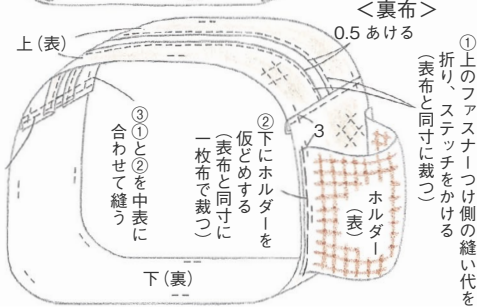 <裏布>
0.5 あける
①上のファスナーつけ側の縫い代を
折り、ステッチをかける
(表布と同寸に裁つ)
上(表)
3
②下にホルダーを
仮どめする
(表布と同寸に
一枚布で裁つ)
③①と②を中表に
合わせて縫う
ホルダー
(表)
下(裏)